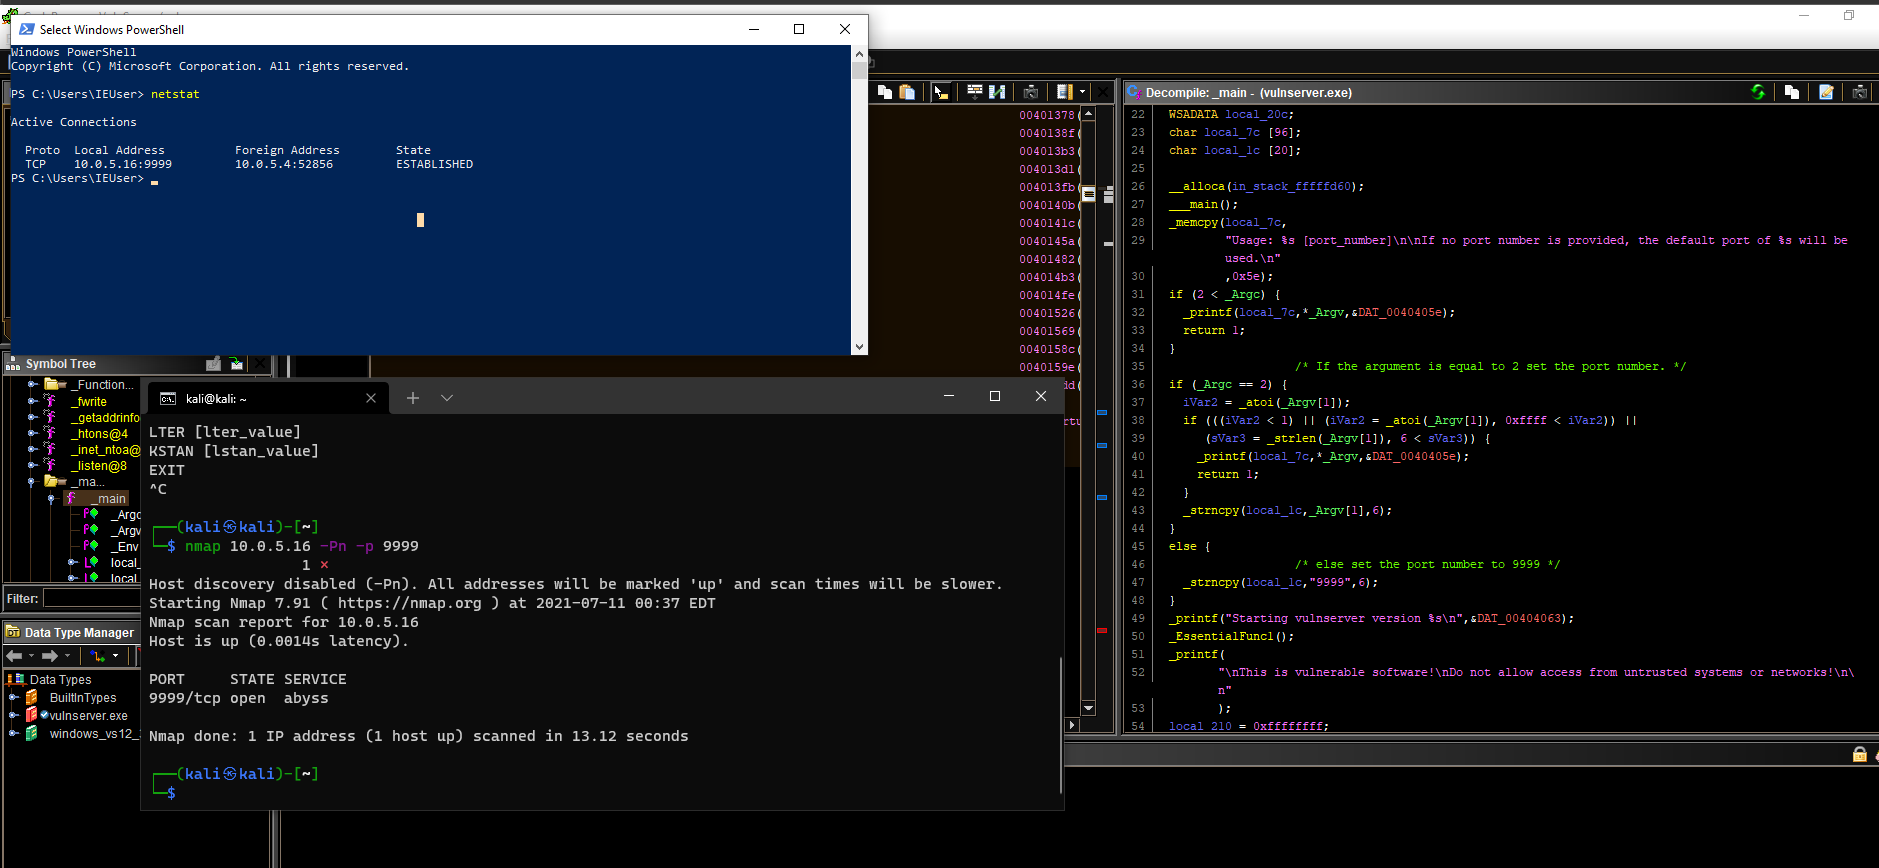 Select Windows PowerShell
Windows PowerShell
Copyright (C) Microsoft Corporation. All rights reserved.
PS C:\Users\IEUser> netstat
Active Connections
Proto  Local Address          Foreign Address        State
TCP    10.0.5.16:9999         10.0.5.4:52856         ESTABLISHED
PS C:\Users\IEUser>
00401378(
0040138f(
004013b3(
004013d1(
004013fb(
0040140b(
0040141c(
0040145a(
00401482(
004014b3(
004014fe(
00401526(
00401569(
0040158c(
0040159e(
Decompile: _main - (vulnserver.exe)
22 WSADATA local_20c;
23 char local_7c [96];
24 char local_1c [20];
25
26 __alloca(in_stack_fffffd60);
27 ___main();
28 _memcpy(local_7c,
29 "Usage: %s [port_number]\n\nIf no port number is provided, the default port of %s will be
used.\n"
30 ,0x5e);
31 if (2 < _Argc) {
32 _printf(local_7c,*_Argv,&DAT_0040405e);
33 return 1;
34 }
35 /* If the argument is equal to 2 set the port number. */
36 if (_Argc == 2) {
37 iVar2 = _atoi(_Argv[1]);
38 if (((iVar2 < 1) || (iVar2 = _atoi(_Argv[1]), 0xffff < iVar2)) ||
39 (sVar3 = _strlen(_Argv[1]), 6 < sVar3)) {
40 _printf(local_7c,*_Argv,&DAT_0040405e);
41 return 1;
42 }
43 _strncpy(local_1c,_Argv[1],6);
44 }
45 else {
46 /* else set the port number to 9999 */
47 _strncpy(local_1c,"9999",6);
48 }
49 _printf("Starting vulnserver version %s\n",&DAT_00404063);
50 _EssentialFunc1();
51 _printf(
52 "\nThis is vulnerable software!\nDo not allow access from untrusted systems or networks!\n\
n"
53 );
54 local_210 = 0xffffffff;
Symbol Tree
_Function...
_fwrite
_getaddrinfo
_htons@4
_inet_ntoa@
_listen@8
_ma...
_main
_Argc
_Argv
_Env
local_
local_
Filter:
Data Type Manager
Data Types
BuiltInTypes
vulnserver.exe
windows_vs12_
kali@kali: ~
LTER [lter_value]
KSTAN [lstan_value]
EXIT
^C
(kali㉿kali)-[~]
$ nmap 10.0.5.16 -Pn -p 9999
1 ⨯
Host discovery disabled (-Pn). All addresses will be marked 'up' and scan times will be slower.
Starting Nmap 7.91 ( https://nmap.org ) at 2021-07-11 00:37 EDT
Nmap scan report for 10.0.5.16
Host is up (0.0014s latency).
PORT     STATE SERVICE
9999/tcp open  abyss
Nmap done: 1 IP address (1 host up) scanned in 13.12 seconds
(kali㉿kali)-[~]
$